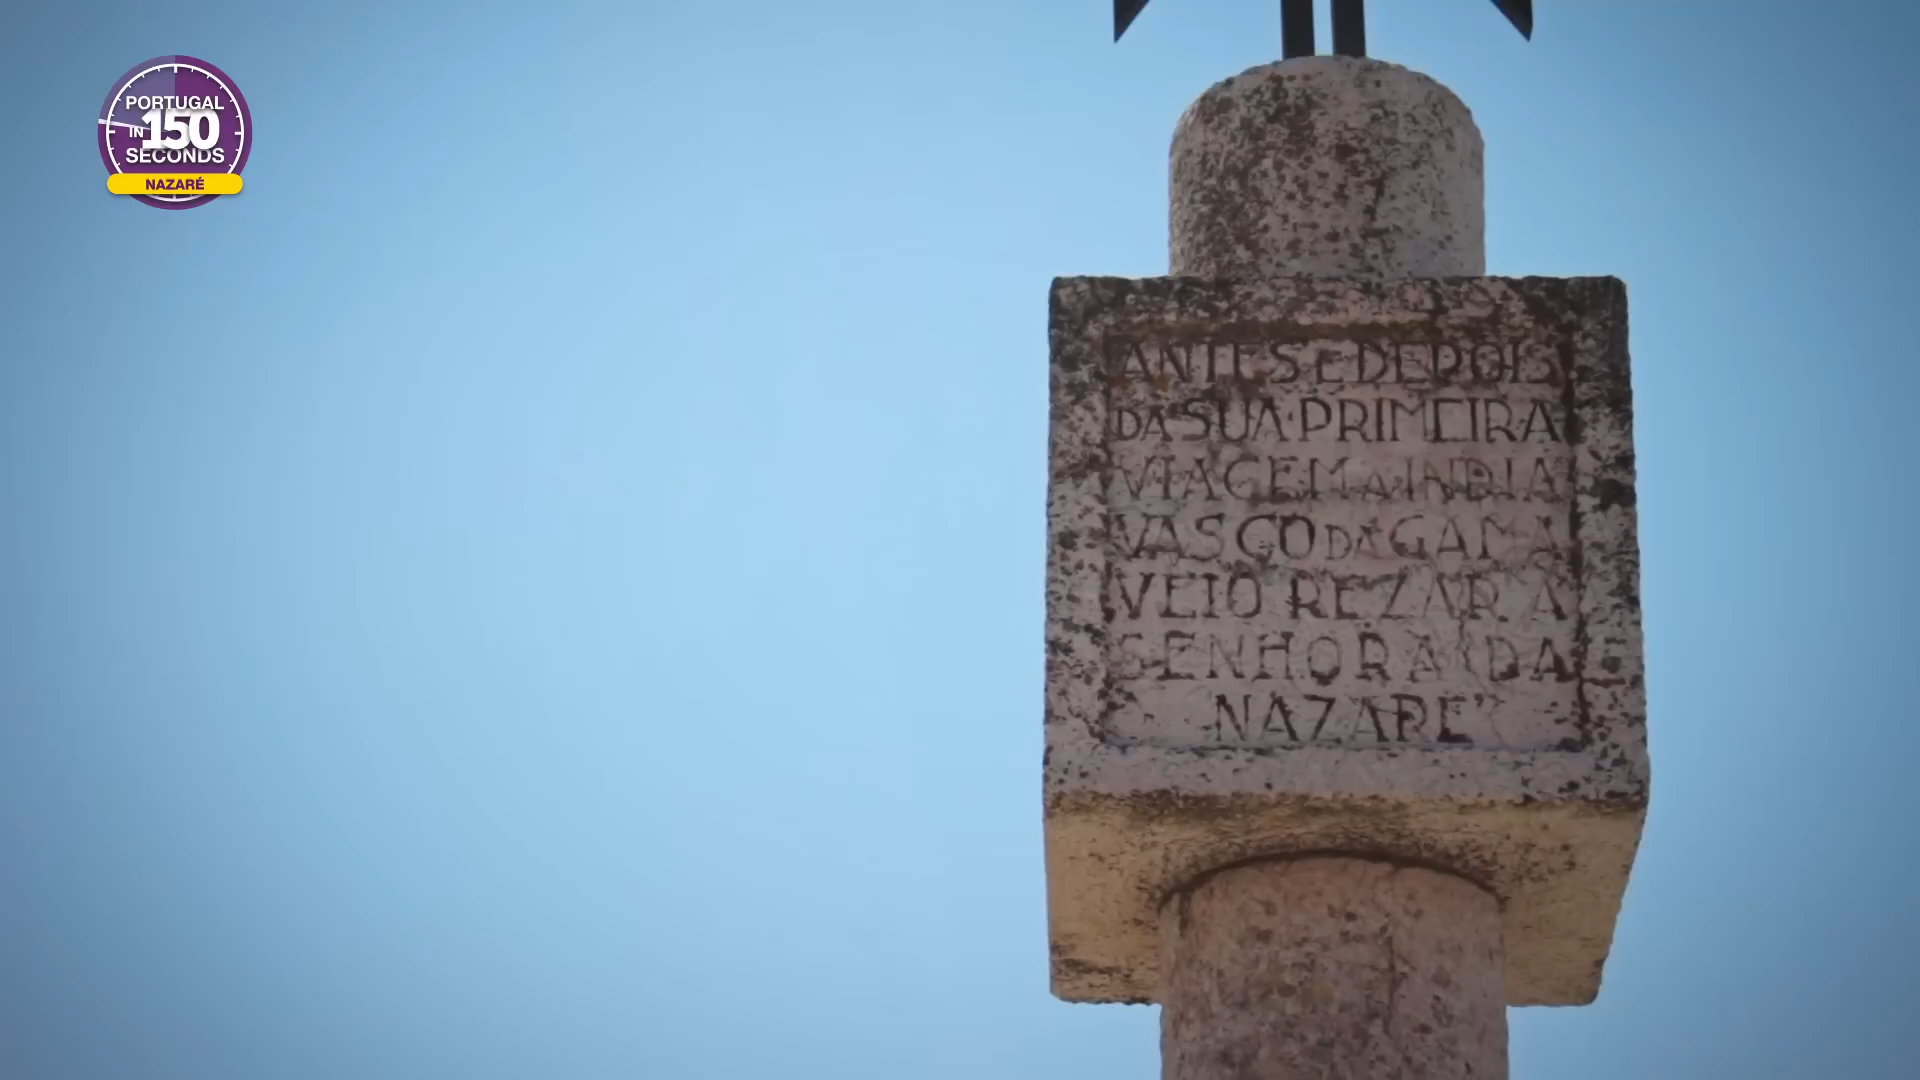 PORTUGAL
IN 150
SECONDS
NAZARÉ
ANTES E DEPOIS
DA SUA PRIMEIRA
VIAGEM A INDIA
VASCO DA GAMA
VEIO REZAR A
SENHORA DA
NAZARE'